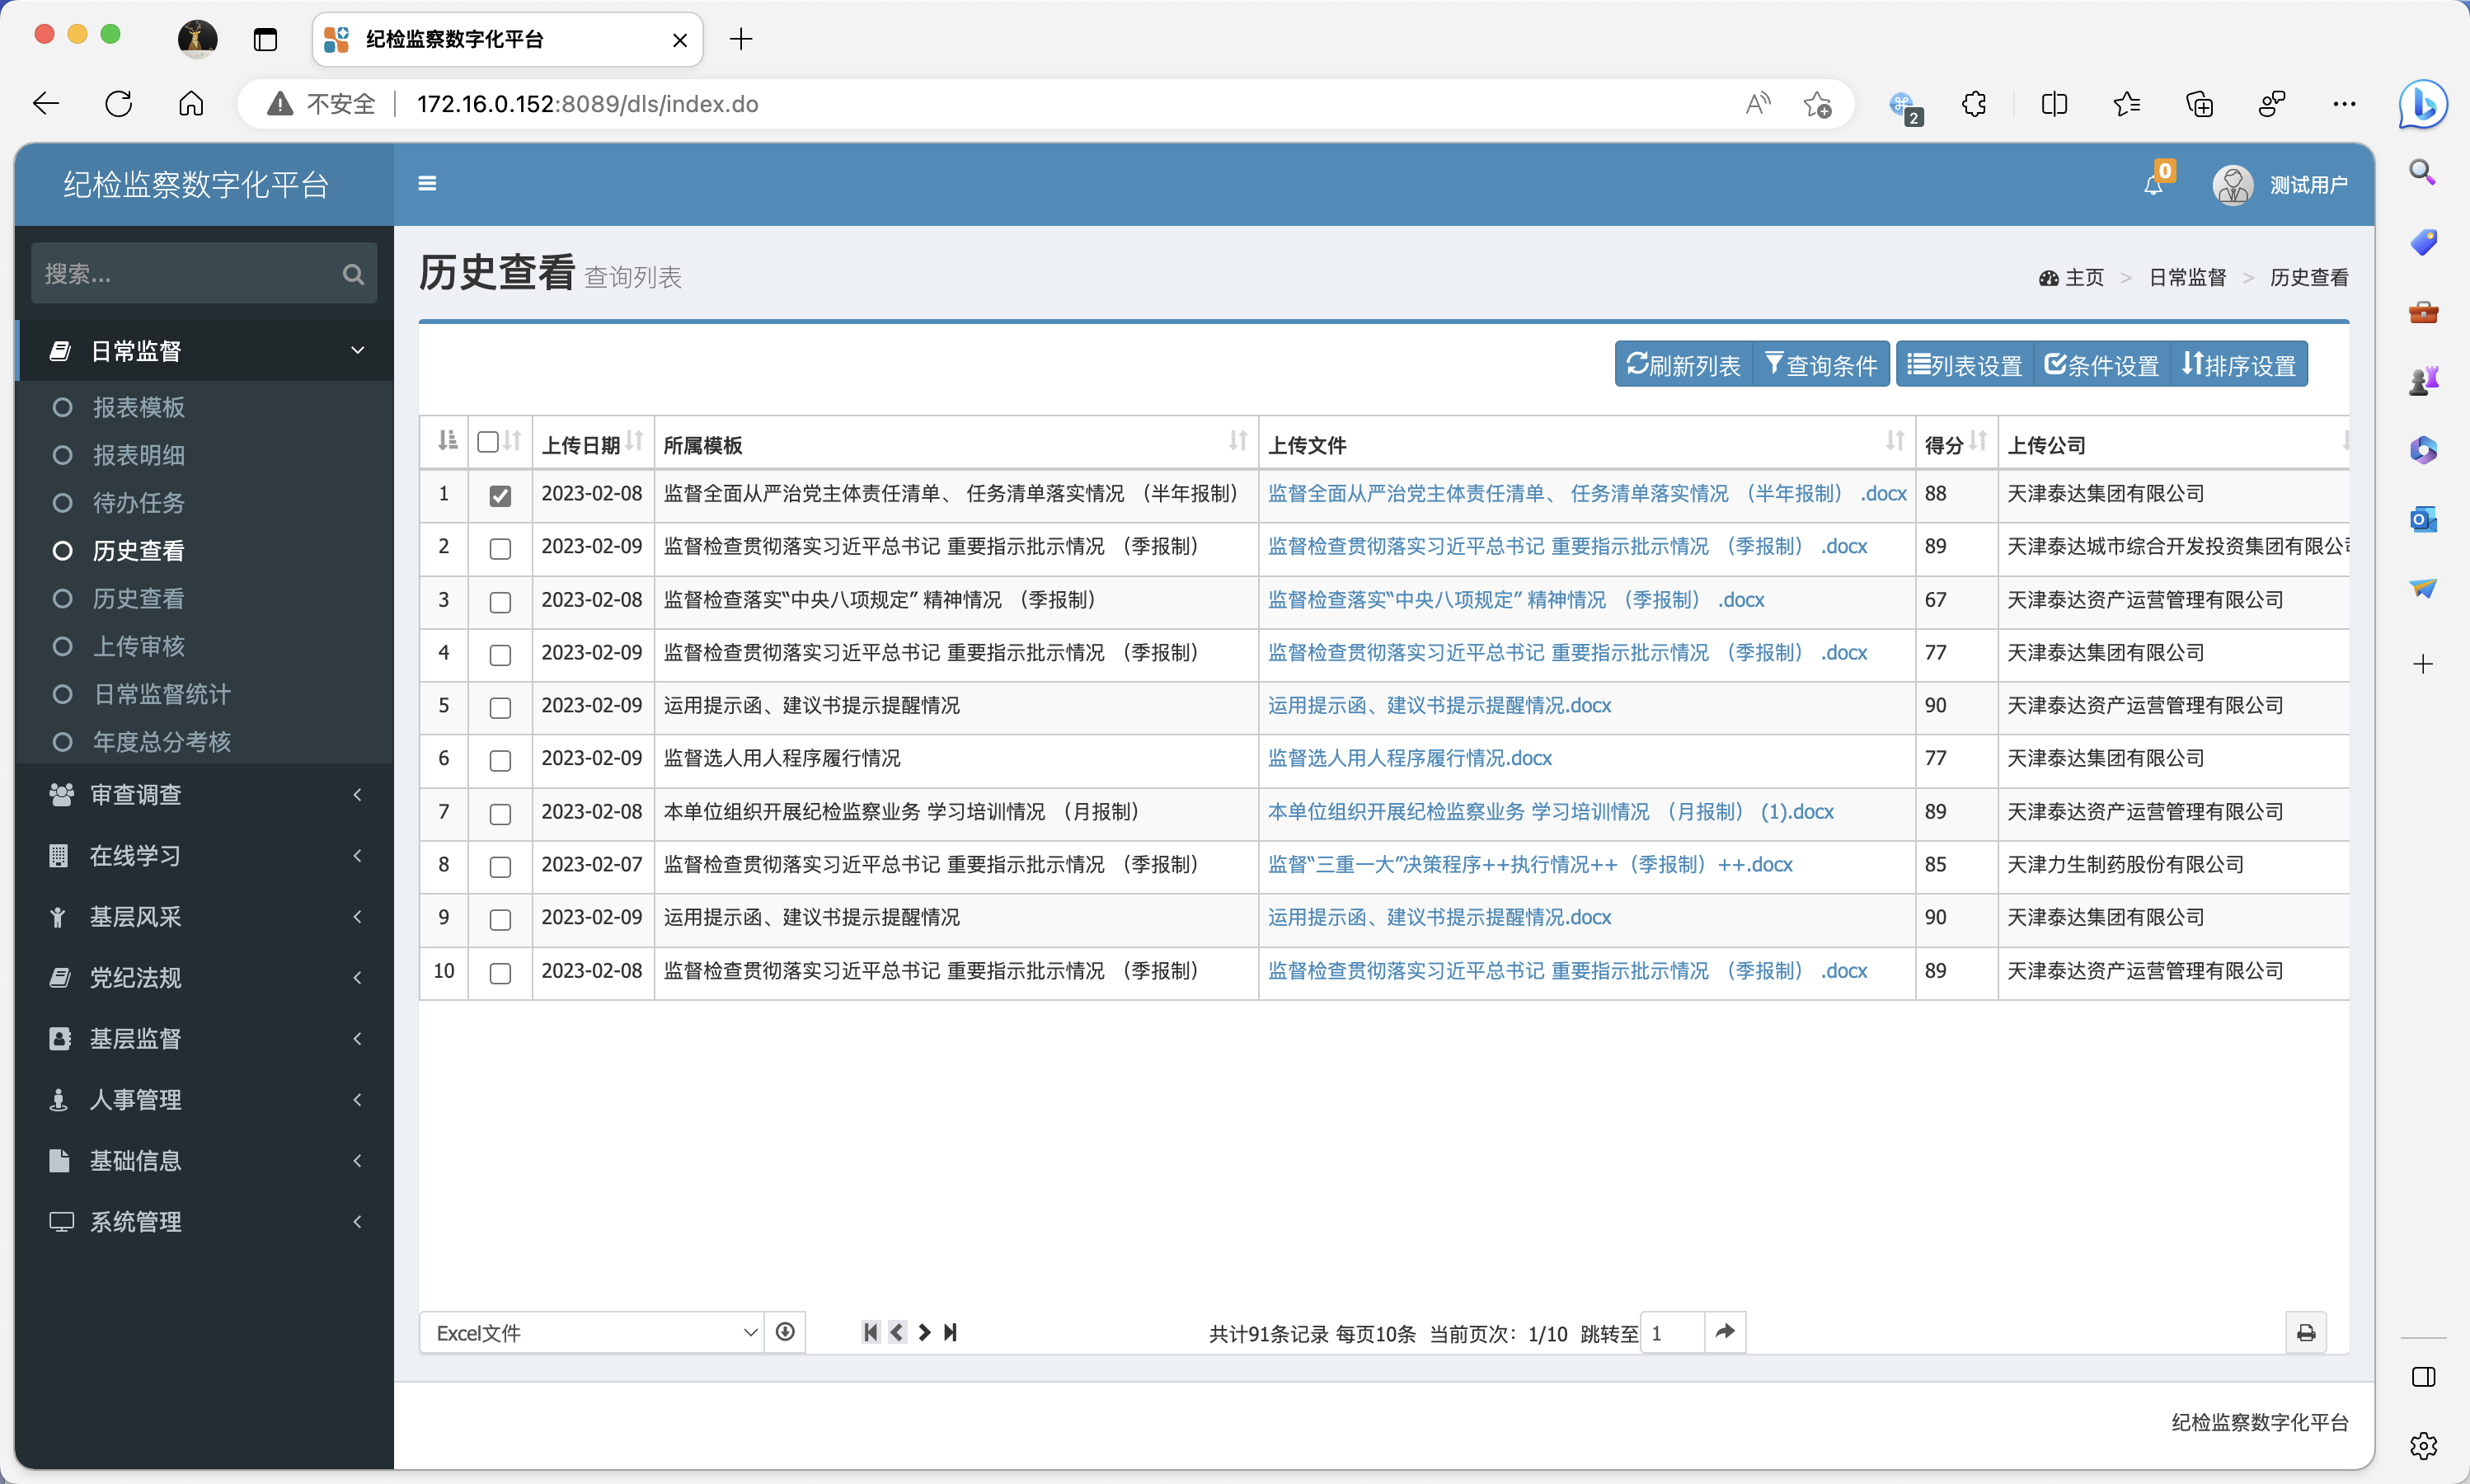 纪检监察数字化平台
不安全 172.16.0.152:8089/dls/index.do
2
纪检监察数字化平台
0
测试用户
搜索...
历史查看 查询列表
主页 > 日常监督 > 历史查看
日常监督
报表模板
报表明细
待办任务
历史查看
历史查看
上传审核
日常监督统计
年度总分考核
审查调查
在线学习
基层风采
党纪法规
基层监督
人事管理
基础信息
系统管理
刷新列表 查询条件 列表设置 条件设置 排序设置
上传日期 所属模板 上传文件 得分 上传公司
1 2023-02-08 监督全面从严治党主体责任清单、 任务清单落实情况 （半年报制） 监督全面从严治党主体责任清单、 任务清单落实情况 （半年报制） .docx 88 天津泰达集团有限公司
2 2023-02-09 监督检查贯彻落实习近平总书记 重要指示批示情况 （季报制） 监督检查贯彻落实习近平总书记 重要指示批示情况 （季报制） .docx 89 天津泰达城市综合开发投资集团有限公司
3 2023-02-08 监督检查落实“中央八项规定” 精神情况 （季报制） 监督检查落实“中央八项规定” 精神情况 （季报制） .docx 67 天津泰达资产运营管理有限公司
4 2023-02-09 监督检查贯彻落实习近平总书记 重要指示批示情况 （季报制） 监督检查贯彻落实习近平总书记 重要指示批示情况 （季报制） .docx 77 天津泰达集团有限公司
5 2023-02-09 运用提示函、建议书提示提醒情况 运用提示函、建议书提示提醒情况.docx 90 天津泰达资产运营管理有限公司
6 2023-02-09 监督选人用人程序履行情况 监督选人用人程序履行情况.docx 77 天津泰达集团有限公司
7 2023-02-08 本单位组织开展纪检监察业务 学习培训情况 （月报制） 本单位组织开展纪检监察业务 学习培训情况 （月报制） (1).docx 89 天津泰达资产运营管理有限公司
8 2023-02-07 监督检查贯彻落实习近平总书记 重要指示批示情况 （季报制） 监督“三重一大”决策程序++执行情况++（季报制）++.docx 85 天津力生制药股份有限公司
9 2023-02-09 运用提示函、建议书提示提醒情况 运用提示函、建议书提示提醒情况.docx 90 天津泰达集团有限公司
10 2023-02-08 监督检查贯彻落实习近平总书记 重要指示批示情况 （季报制） 监督检查贯彻落实习近平总书记 重要指示批示情况 （季报制） .docx 89 天津泰达资产运营管理有限公司
Excel文件 共计91条记录 每页10条 当前页次：1/10 跳转至 1
纪检监察数字化平台